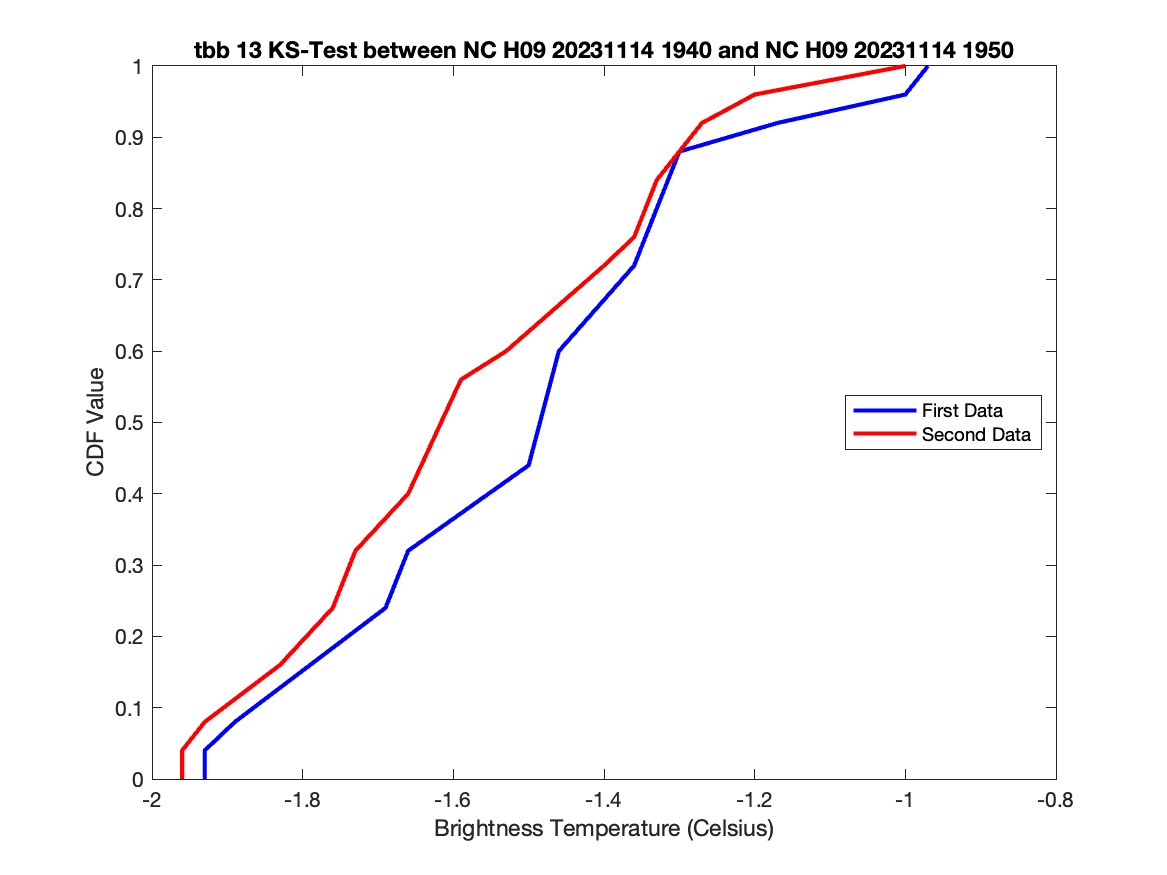 tbb 13 KS-Test between NC H09 20231114 1940 and NC H09 20231114 1950
1
0.9
0.8
0.7
0.6
0.5
0.4
0.3
0.2
0.1
0
CDF Value
First Data
Second Data
-2 -1.8 -1.6 -1.4 -1.2 -1 -0.8
Brightness Temperature (Celsius)